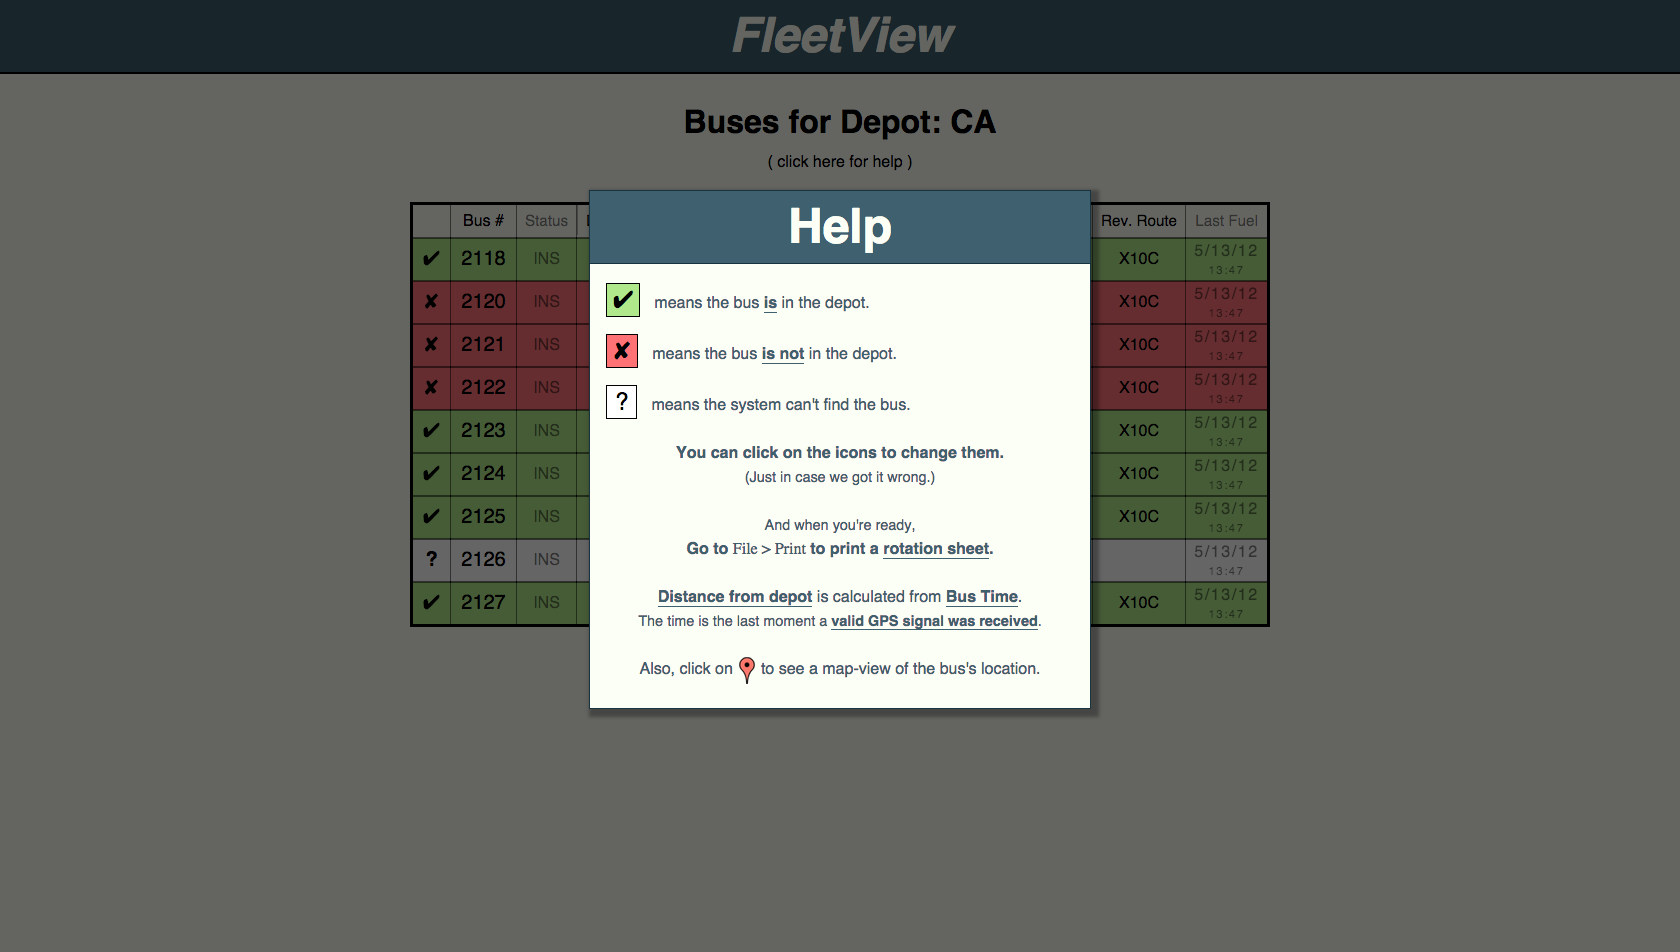 FleetView
Buses for Depot: CA
( click here for help )
Bus # Status Rev. Route Last Fuel
✔ 2118 INS X10C 5/13/12 13:47
✘ 2120 INS X10C 5/13/12 13:47
✘ 2121 INS X10C 5/13/12 13:47
✘ 2122 INS X10C 5/13/12 13:47
✔ 2123 INS X10C 5/13/12 13:47
✔ 2124 INS X10C 5/13/12 13:47
✔ 2125 INS X10C 5/13/12 13:47
? 2126 INS 5/13/12 13:47
✔ 2127 INS X10C 5/13/12 13:47
Help
✔ means the bus is in the depot.
✘ means the bus is not in the depot.
? means the system can't find the bus.
You can click on the icons to change them.
(Just in case we got it wrong.)
And when you're ready,
Go to File > Print to print a rotation sheet.
Distance from depot is calculated from Bus Time.
The time is the last moment a valid GPS signal was received.
Also, click on to see a map-view of the bus's location.